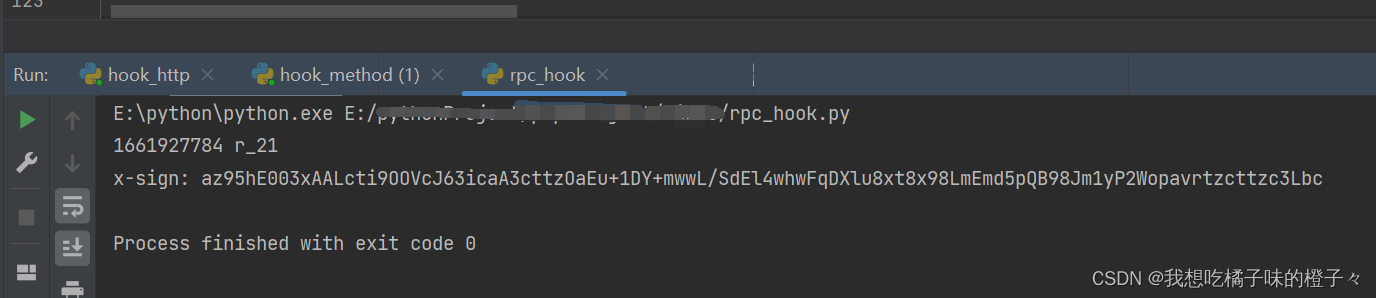 123
Run: hook_http hook_method (1) rpc_hook
E:\python\python.exe E:/ /rpc_hook.py
1661927784 r_21
x-sign: az95hE003xAALcti9OOVcJ63icaA3cttzOaEu+1DY+mwwL/SdEl4whwFqDXlu8xt8x98LmEmd5pQB98Jm1yP2Wopavrtzcttzc3Lbc
Process finished with exit code 0
CSDN @我想吃橘子味的橙子々